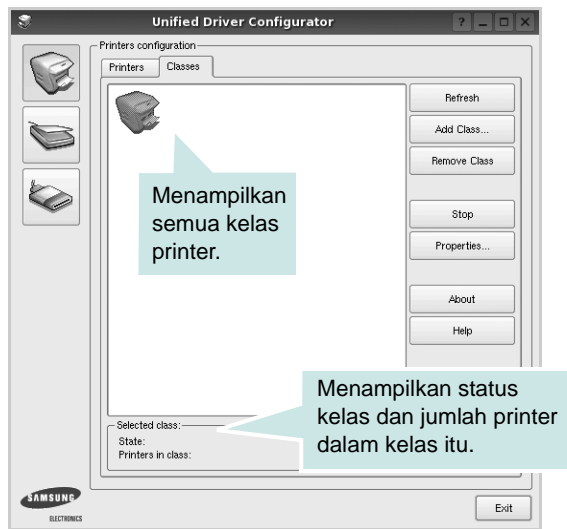 Unified Driver Configurator
Printers configuration
Printers
Classes
Refresh
Add Class...
Remove Class
Menampilkan
semua kelas
printer.
Stop
Properties...
About
Help
Menampilkan status
kelas dan jumlah printer
dalam kelas itu.
Selected class:
State:
Printers in class:
SAMSUNG
ELECTRONICS
Exit